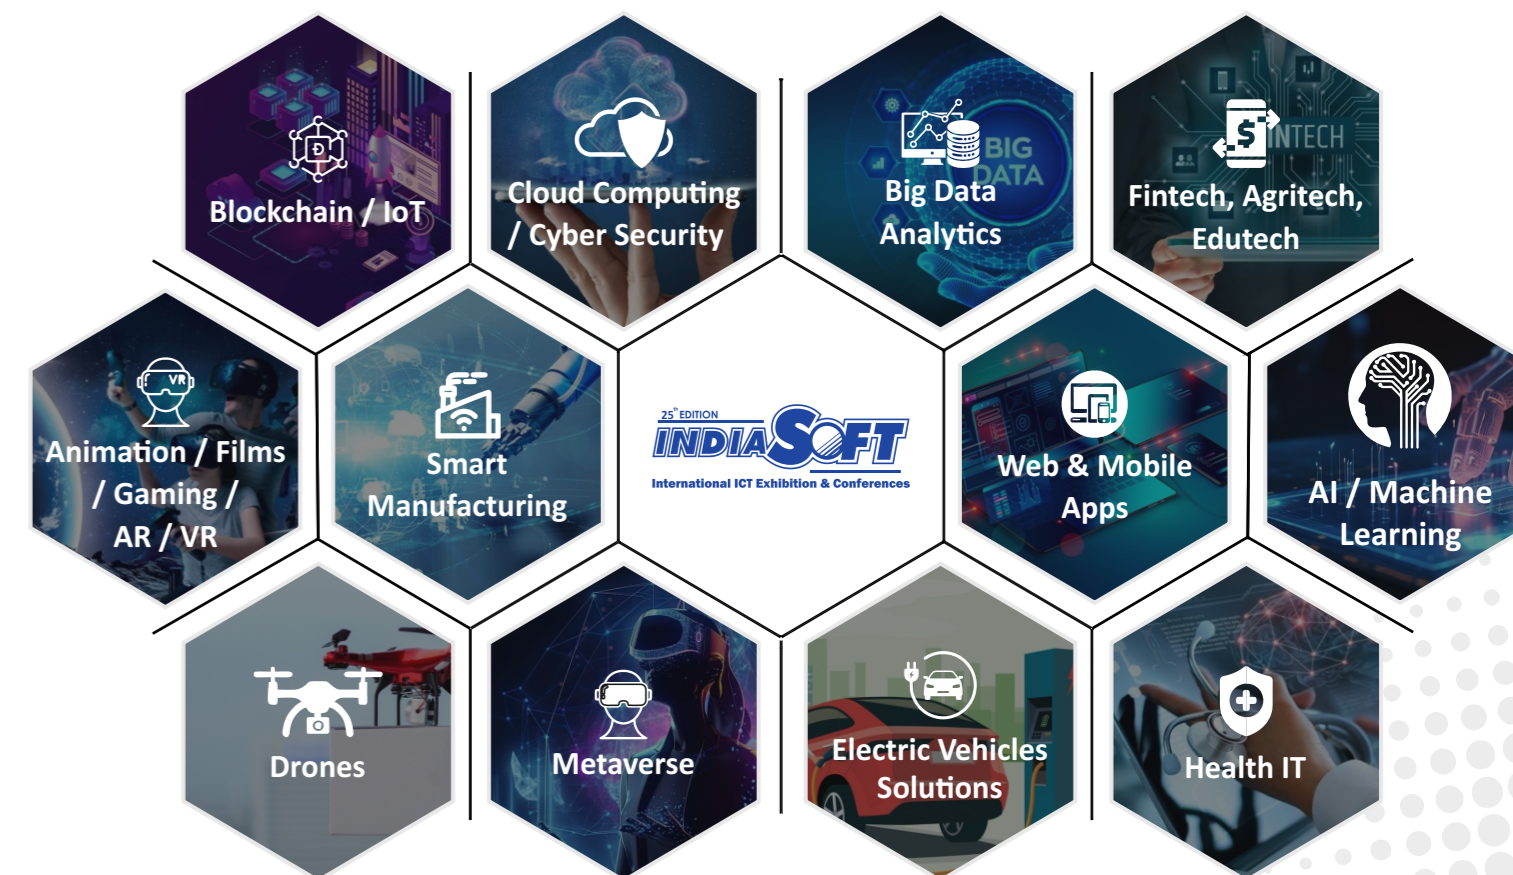 Blockchain / IoT
Cloud Computing
/ Cyber Security
BIG
DATA
Big Data
Analytics
INTECH
$
Fintech, Agritech,
Edutech
VR
Animation / Films
/ Gaming /
AR / VR
Smart
Manufacturing
25th EDITION
INDIASOFT
International ICT Exhibition & Conferences
Web & Mobile
Apps
AI / Machine
Learning
Drones
Metaverse
Electric Vehicles
Solutions
Health IT